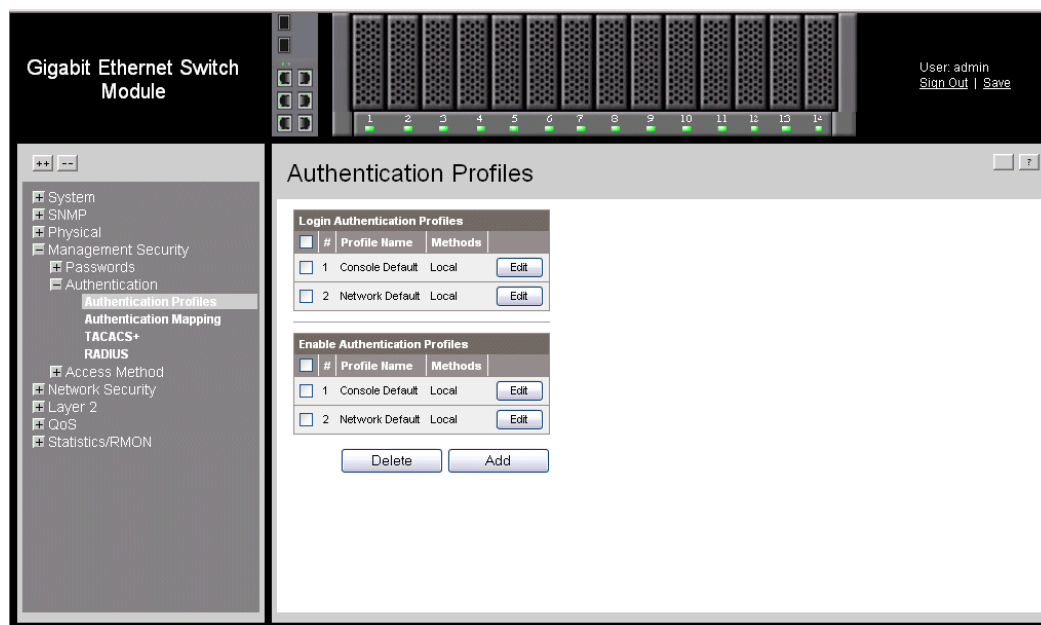 Gigabit Ethernet Switch
Module
1 2 3 4 5 6 7 8 9 10 11 12 13 14
User: admin
Sign Out | Save
++ --
System
SNMP
Physical
Management Security
Passwords
Authentication
Authentication Profiles
Authentication Mapping
TACACS+
RADIUS
Access Method
Network Security
Layer 2
QoS
Statistics/RMON
Authentication Profiles
?
Login Authentication Profiles
# Profile Name Methods
1 Console Default Local Edit
2 Network Default Local Edit
Enable Authentication Profiles
# Profile Name Methods
1 Console Default Local Edit
2 Network Default Local Edit
Delete Add